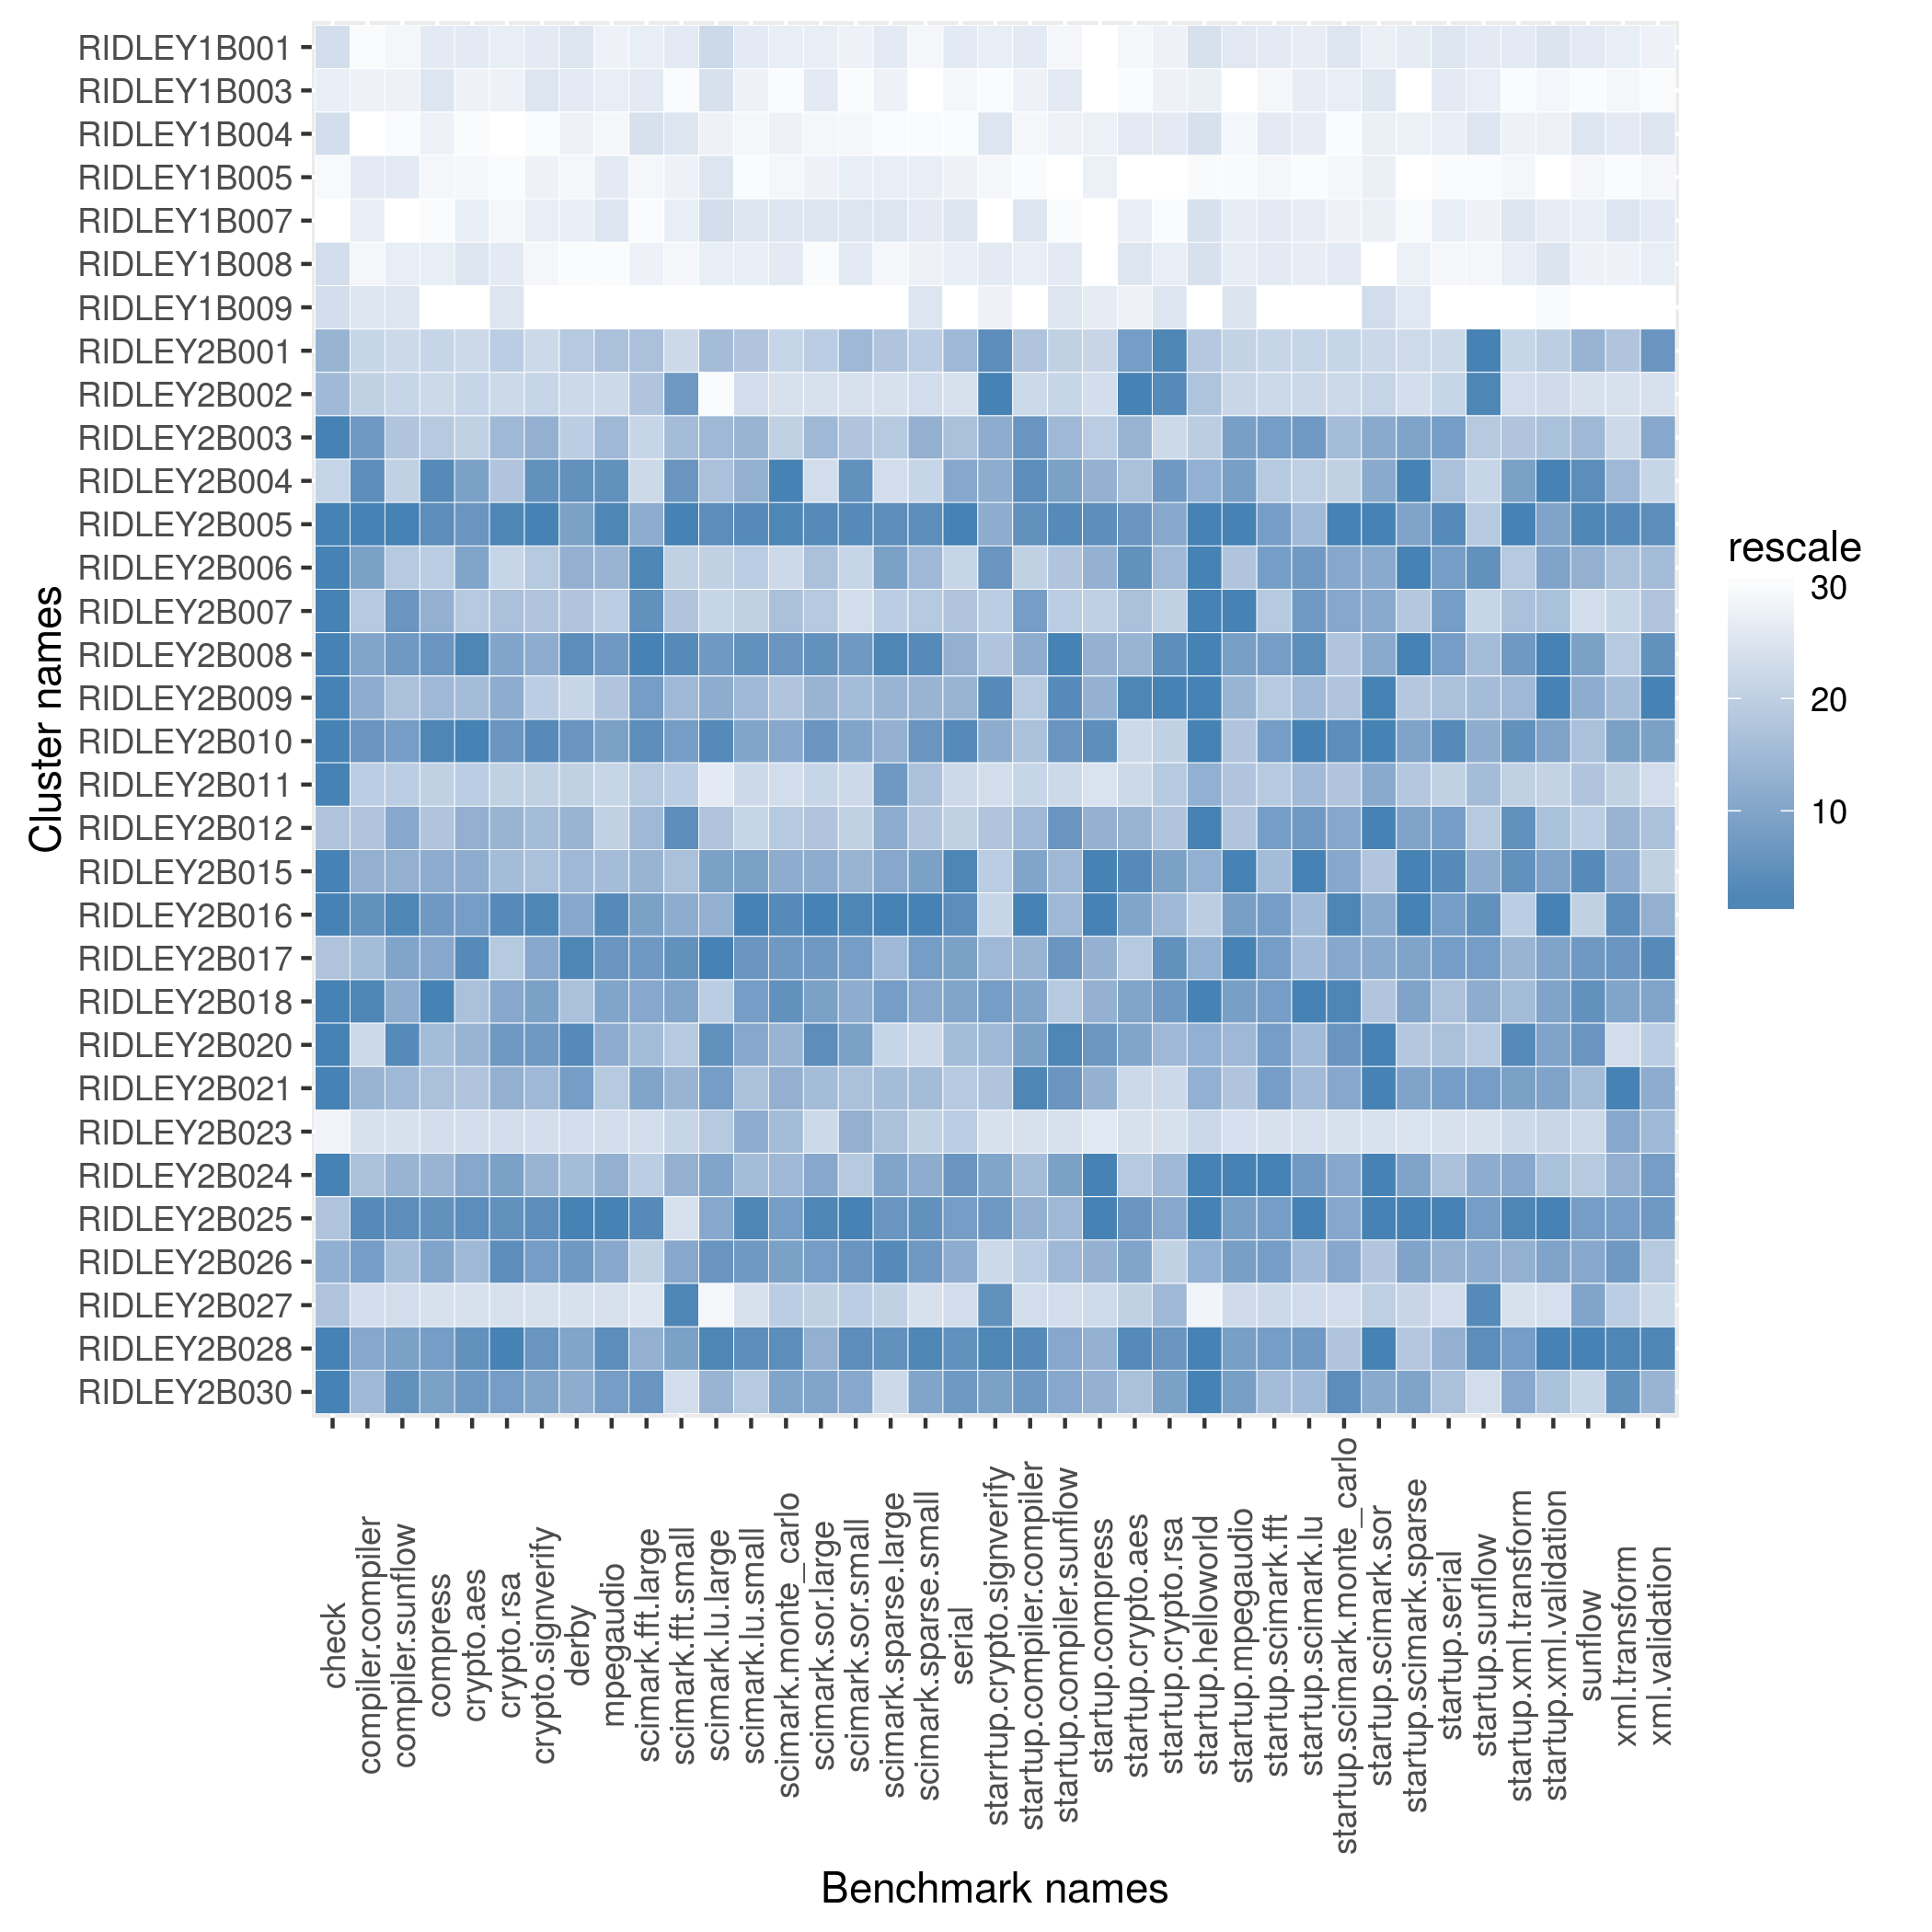 RIDLEY1B001
RIDLEY1B003
RIDLEY1B004
RIDLEY1B005
RIDLEY1B007
RIDLEY1B008
RIDLEY1B009
RIDLEY2B001
RIDLEY2B002
RIDLEY2B003
RIDLEY2B004
RIDLEY2B005
RIDLEY2B006
RIDLEY2B007
RIDLEY2B008
RIDLEY2B009
RIDLEY2B010
RIDLEY2B011
RIDLEY2B012
RIDLEY2B015
RIDLEY2B016
RIDLEY2B017
RIDLEY2B018
RIDLEY2B020
RIDLEY2B021
RIDLEY2B023
RIDLEY2B024
RIDLEY2B025
RIDLEY2B026
RIDLEY2B027
RIDLEY2B028
RIDLEY2B030
Cluster names
check
compiler.compiler
compiler.sunflow
compress
crypto.aes
crypto.rsa
crypto.signverify
derby
mpegaudio
scimark.fft.large
scimark.fft.small
scimark.lu.large
scimark.lu.small
scimark.monte_carlo
scimark.sor.large
scimark.sor.small
scimark.sparse.large
scimark.sparse.small
serial
starrtup.crypto.signverify
startup.compiler.compiler
startup.compiler.sunflow
startup.compress
startup.crypto.aes
startup.crypto.rsa
startup.helloworld
startup.mpegaudio
startup.scimark.fft
startup.scimark.lu
startup.scimark.monte_carlo
startup.scimark.sor
startup.scimark.sparse
startup.serial
startup.sunflow
startup.xml.transform
startup.xml.validation
sunflow
xml.transform
xml.validation
Benchmark names
rescale
30
20
10